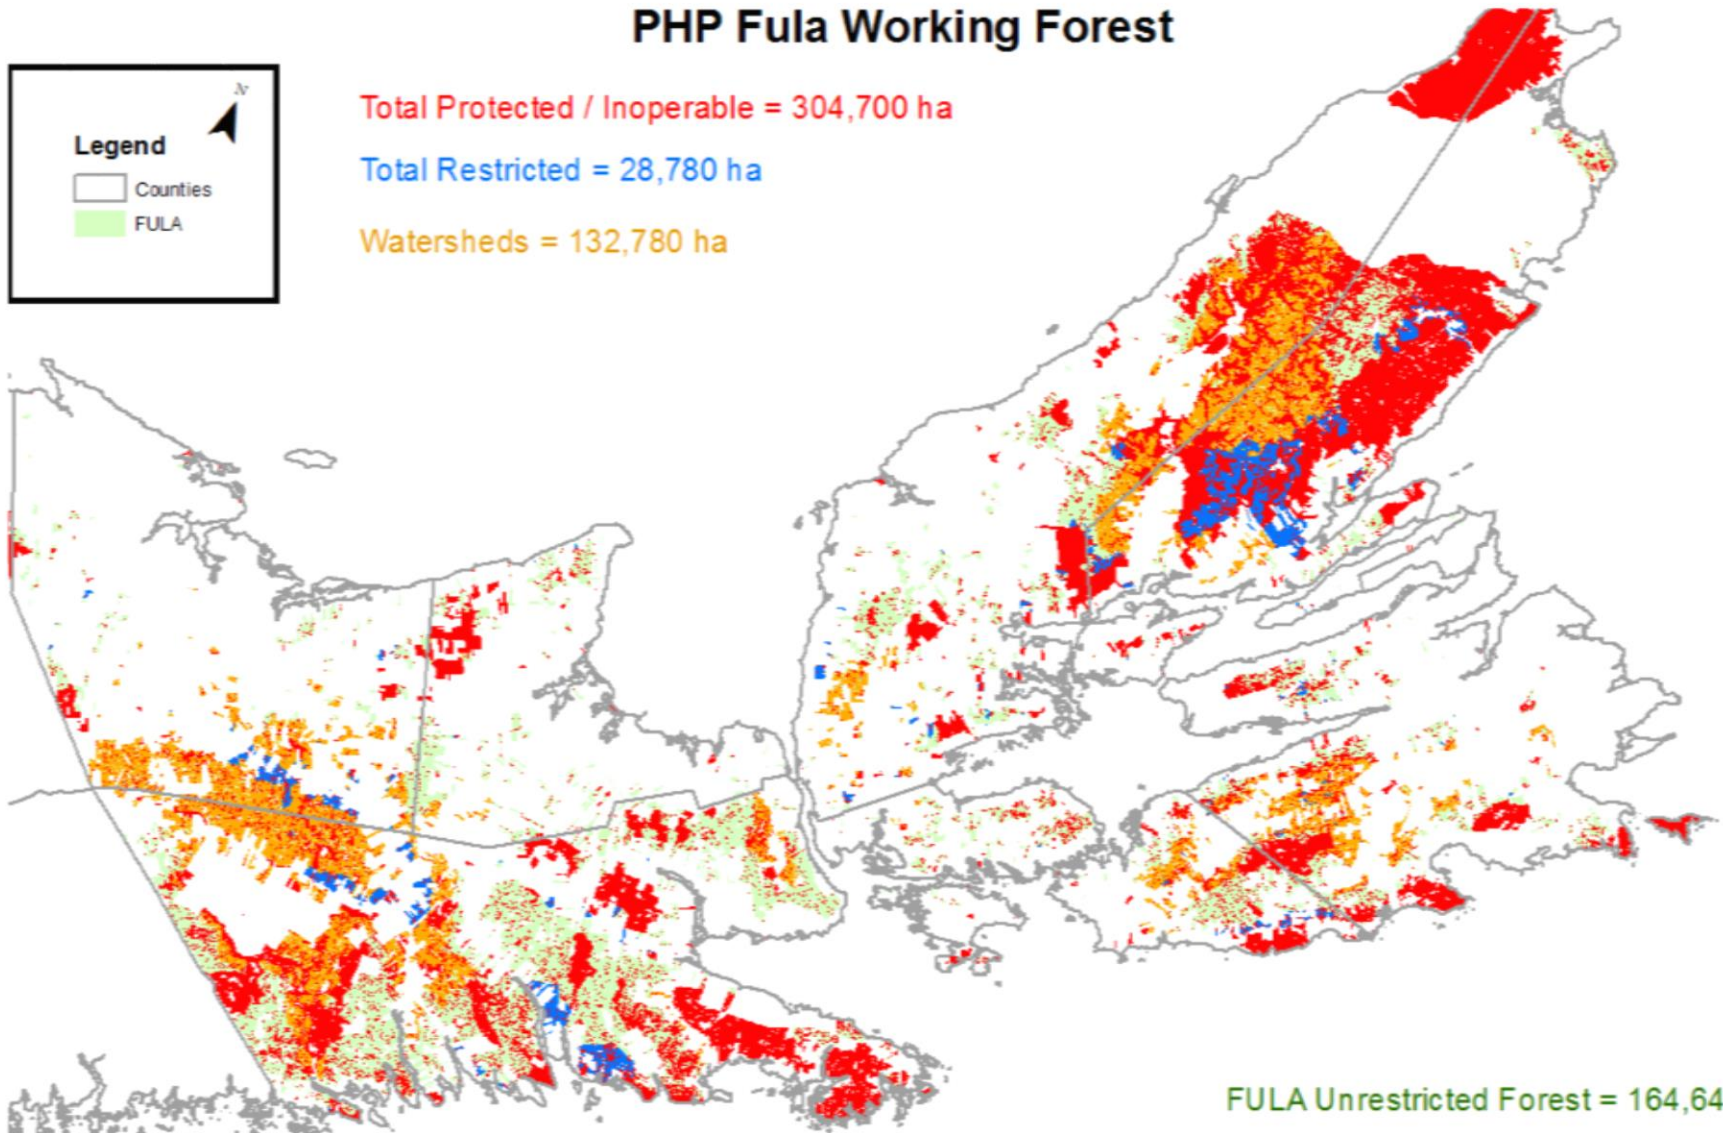 PHP Fula Working Forest
N
Legend
Counties
FULA
Total Protected / Inoperable = 304,700 ha
Total Restricted = 28,780 ha
Watersheds = 132,780 ha
FULA Unrestricted Forest = 164,64